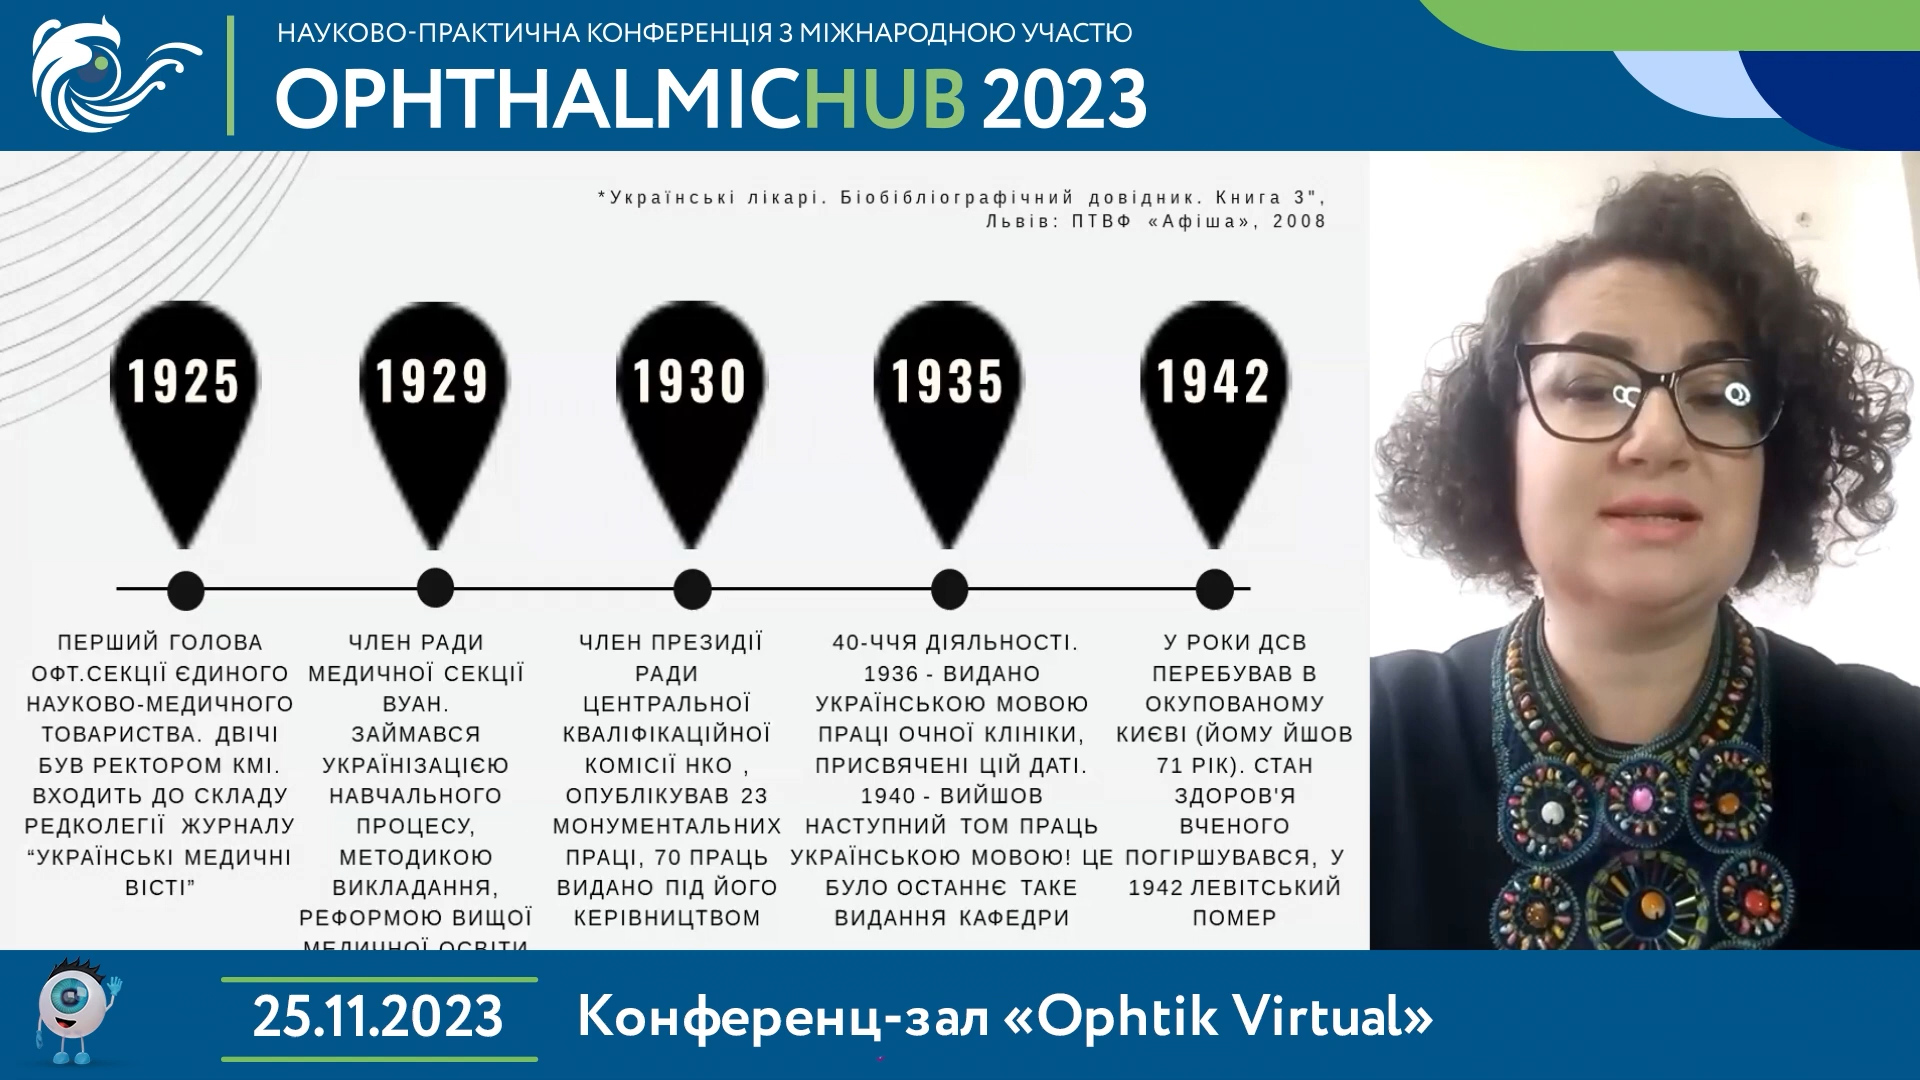 НАУКОВО-ПРАКТИЧНА КОНФЕРЕНЦІЯ З МІЖНАРОДНОЮ УЧАСТЮ
OPHTHALMICHUB 2023
*Українські лікарі. Біобібліографічний довідник. Книга 3",
Львів: ПТВФ «Афіша», 2008
1925
1929
1930
1935
1942
ПЕРШИЙ ГОЛОВА
ОФТ.СЕКЦІЇ ЄДИНОГО
НАУКОВО-МЕДИЧНОГО
ТОВАРИСТВА. ДВІЧІ
БУВ РЕКТОРОМ КМІ.
ВХОДИТЬ ДО СКЛАДУ
РЕДКОЛЕГІЇ ЖУРНАЛУ
“УКРАЇНСЬКІ МЕДИЧНІ
ВІСТІ”
ЧЛЕН РАДИ
МЕДИЧНОЇ СЕКЦІЇ
ВУАН.
ЗАЙМАВСЯ
УКРАЇНІЗАЦІЄЮ
НАВЧАЛЬНОГО
ПРОЦЕСУ,
МЕТОДИКОЮ
ВИКЛАДАННЯ,
РЕФОРМОЮ ВИЩОЇ
МЕДИЧНОЇ ОСВІТИ
ЧЛЕН ПРЕЗИДІЇ
РАДИ
ЦЕНТРАЛЬНОЇ
КВАЛІФІКАЦІЙНОЇ
КОМІСІЇ НКО ,
ОПУБЛІКУВАВ 23
МОНУМЕНТАЛЬНИХ
ПРАЦІ, 70 ПРАЦЬ
ВИДАНО ПІД ЙОГО
КЕРІВНИЦТВОМ
40-ЧЧЯ ДІЯЛЬНОСТІ.
1936 - ВИДАНО
УКРАЇНСЬКОЮ МОВОЮ
ПРАЦІ ОЧНОЇ КЛІНІКИ,
ПРИСВЯЧЕНІ ЦІЙ ДАТІ.
1940 - ВИЙШОВ
НАСТУПНИЙ ТОМ ПРАЦЬ
УКРАЇНСЬКОЮ МОВОЮ! ЦЕ
БУЛО ОСТАННЄ ТАКЕ
ВИДАННЯ КАФЕДРИ
У РОКИ ДСВ
ПЕРЕБУВАВ В
ОКУПОВАНОМУ
КИЄВІ (ЙОМУ ЙШОВ
71 РІК). СТАН
ЗДОРОВ'Я
ВЧЕНОГО
ПОГІРШУВАВСЯ, У
1942 ЛЕВІТСЬКИЙ
ПОМЕР
25.11.2023
Конференц-зал «Ophtik Virtual»